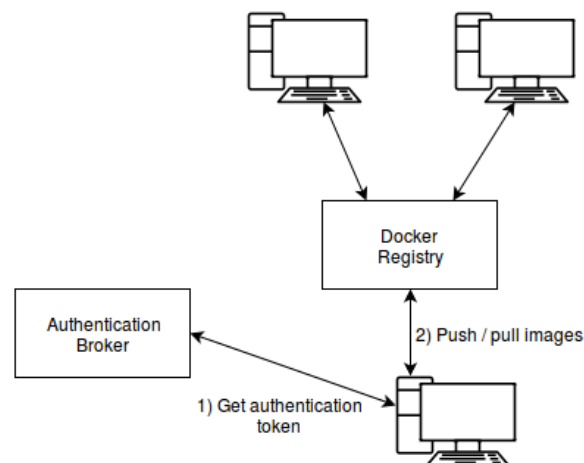 Docker
Registry
Authentication
Broker
2) Push / pull images
1) Get authentication
token